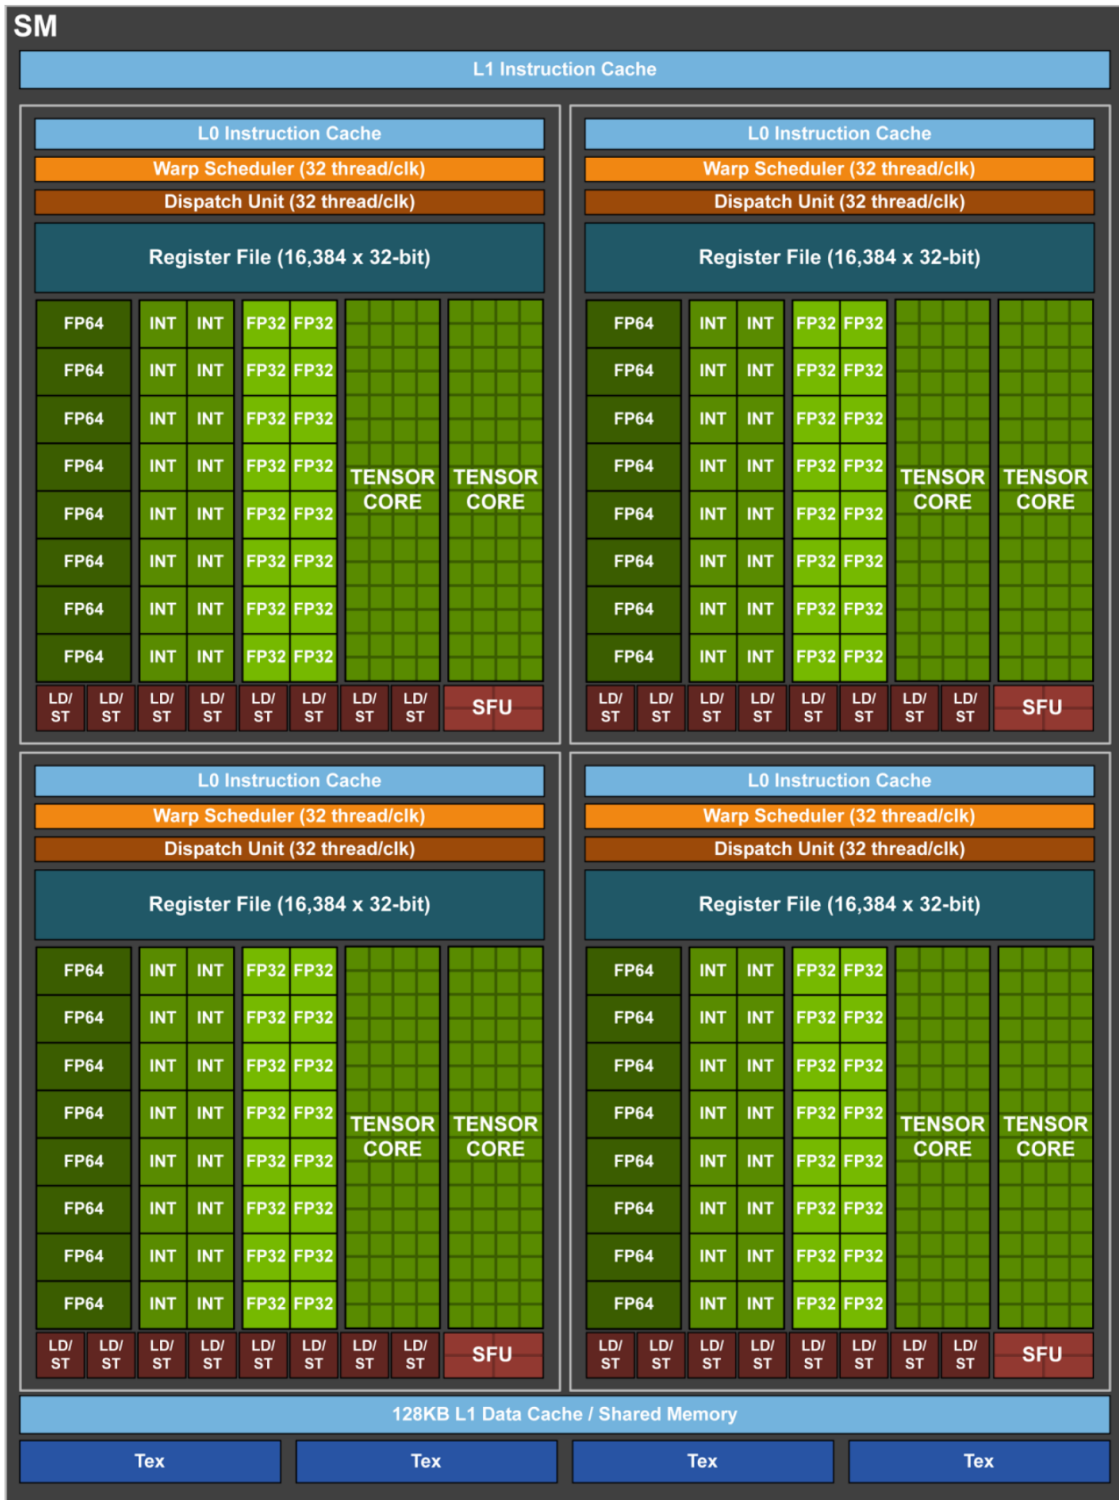 SM
L1 Instruction Cache
L0 Instruction Cache
Warp Scheduler (32 thread/clk)
Dispatch Unit (32 thread/clk)
Register File (16,384 x 32-bit)
FP64 INT INT FP32 FP32
FP64 INT INT FP32 FP32
FP64 INT INT FP32 FP32
FP64 INT INT FP32 FP32
FP64 INT INT FP32 FP32
FP64 INT INT FP32 FP32
FP64 INT INT FP32 FP32
FP64 INT INT FP32 FP32
TENSOR TENSOR
CORE CORE
LD/ LD/ LD/ LD/ LD/ LD/ LD/ LD/
ST ST ST ST ST ST ST ST
SFU
L0 Instruction Cache
Warp Scheduler (32 thread/clk)
Dispatch Unit (32 thread/clk)
Register File (16,384 x 32-bit)
FP64 INT INT FP32 FP32
FP64 INT INT FP32 FP32
FP64 INT INT FP32 FP32
FP64 INT INT FP32 FP32
FP64 INT INT FP32 FP32
FP64 INT INT FP32 FP32
FP64 INT INT FP32 FP32
FP64 INT INT FP32 FP32
TENSOR TENSOR
CORE CORE
LD/ LD/ LD/ LD/ LD/ LD/ LD/ LD/
ST ST ST ST ST ST ST ST
SFU
L0 Instruction Cache
Warp Scheduler (32 thread/clk)
Dispatch Unit (32 thread/clk)
Register File (16,384 x 32-bit)
FP64 INT INT FP32 FP32
FP64 INT INT FP32 FP32
FP64 INT INT FP32 FP32
FP64 INT INT FP32 FP32
FP64 INT INT FP32 FP32
FP64 INT INT FP32 FP32
FP64 INT INT FP32 FP32
FP64 INT INT FP32 FP32
TENSOR TENSOR
CORE CORE
LD/ LD/ LD/ LD/ LD/ LD/ LD/ LD/
ST ST ST ST ST ST ST ST
SFU
L0 Instruction Cache
Warp Scheduler (32 thread/clk)
Dispatch Unit (32 thread/clk)
Register File (16,384 x 32-bit)
FP64 INT INT FP32 FP32
FP64 INT INT FP32 FP32
FP64 INT INT FP32 FP32
FP64 INT INT FP32 FP32
FP64 INT INT FP32 FP32
FP64 INT INT FP32 FP32
FP64 INT INT FP32 FP32
FP64 INT INT FP32 FP32
TENSOR TENSOR
CORE CORE
LD/ LD/ LD/ LD/ LD/ LD/ LD/ LD/
ST ST ST ST ST ST ST ST
SFU
128KB L1 Data Cache / Shared Memory
Tex Tex Tex Tex